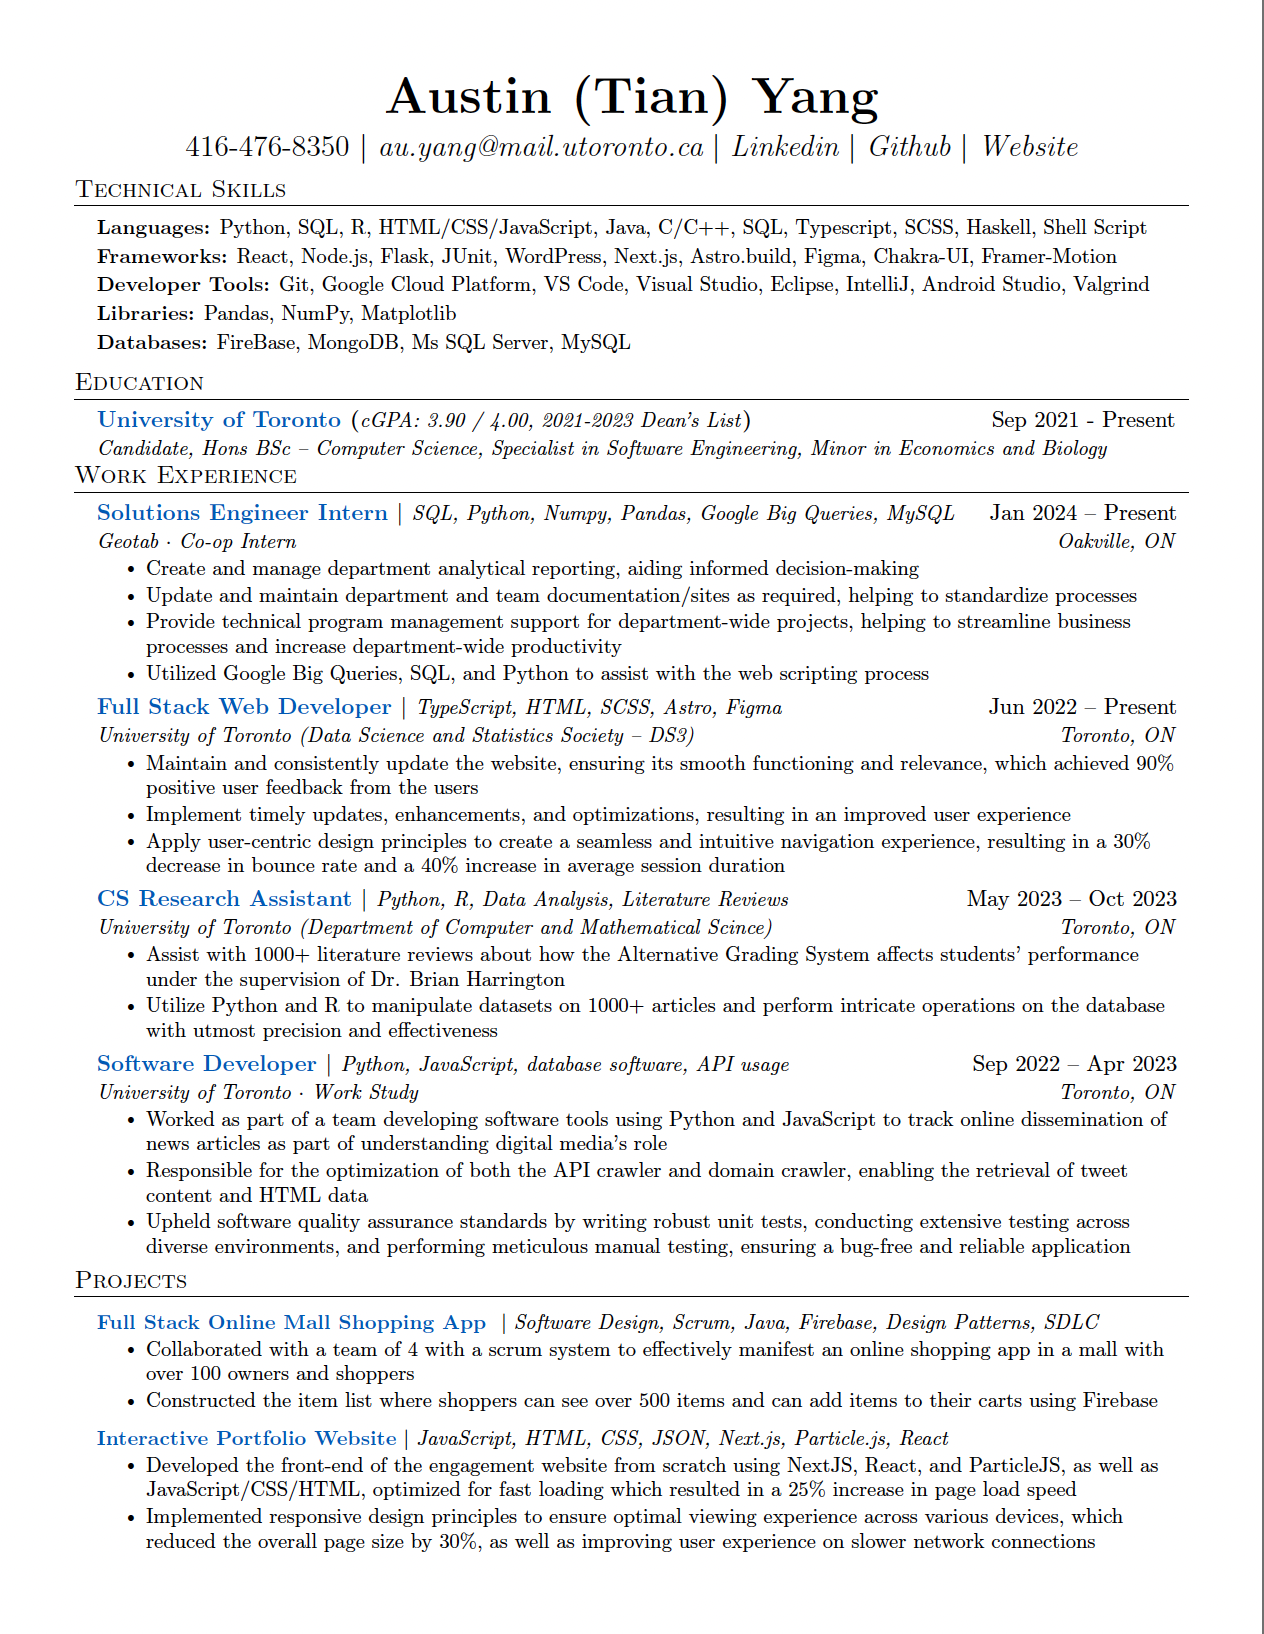 Austin (Tian) Yang
416-476-8350 | au.yang@mail.utoronto.ca | Linkedin | Github | Website
Technical Skills
Languages: Python, SQL, R, HTML/CSS/JavaScript, Java, C/C++, SQL, Typescript, SCSS, Haskell, Shell Script
Frameworks: React, Node.js, Flask, JUnit, WordPress, Next.js, Astro.build, Figma, Chakra-UI, Framer-Motion
Developer Tools: Git, Google Cloud Platform, VS Code, Visual Studio, Eclipse, IntelliJ, Android Studio, Valgrind
Libraries: Pandas, NumPy, Matplotlib
Databases: FireBase, MongoDB, Ms SQL Server, MySQL
Education
University of Toronto (cGPA: 3.90 / 4.00, 2021-2023 Dean's List) Sep 2021 - Present
Candidate, Hons BSc – Computer Science, Specialist in Software Engineering, Minor in Economics and Biology
Work Experience
Solutions Engineer Intern | SQL, Python, Numpy, Pandas, Google Big Queries, MySQL Jan 2024 – Present
Geotab · Co-op Intern Oakville, ON
• Create and manage department analytical reporting, aiding informed decision-making
• Update and maintain department and team documentation/sites as required, helping to standardize processes
• Provide technical program management support for department-wide projects, helping to streamline business
processes and increase department-wide productivity
• Utilized Google Big Queries, SQL, and Python to assist with the web scripting process
Full Stack Web Developer | TypeScript, HTML, SCSS, Astro, Figma Jun 2022 – Present
University of Toronto (Data Science and Statistics Society – DS3) Toronto, ON
• Maintain and consistently update the website, ensuring its smooth functioning and relevance, which achieved 90%
positive user feedback from the users
• Implement timely updates, enhancements, and optimizations, resulting in an improved user experience
• Apply user-centric design principles to create a seamless and intuitive navigation experience, resulting in a 30%
decrease in bounce rate and a 40% increase in average session duration
CS Research Assistant | Python, R, Data Analysis, Literature Reviews May 2023 – Oct 2023
University of Toronto (Department of Computer and Mathematical Scince) Toronto, ON
• Assist with 1000+ literature reviews about how the Alternative Grading System affects students' performance
under the supervision of Dr. Brian Harrington
• Utilize Python and R to manipulate datasets on 1000+ articles and perform intricate operations on the database
with utmost precision and effectiveness
Software Developer | Python, JavaScript, database software, API usage Sep 2022 – Apr 2023
University of Toronto · Work Study Toronto, ON
• Worked as part of a team developing software tools using Python and JavaScript to track online dissemination of
news articles as part of understanding digital media's role
• Responsible for the optimization of both the API crawler and domain crawler, enabling the retrieval of tweet
content and HTML data
• Upheld software quality assurance standards by writing robust unit tests, conducting extensive testing across
diverse environments, and performing meticulous manual testing, ensuring a bug-free and reliable application
Projects
Full Stack Online Mall Shopping App | Software Design, Scrum, Java, Firebase, Design Patterns, SDLC
• Collaborated with a team of 4 with a scrum system to effectively manifest an online shopping app in a mall with
over 100 owners and shoppers
• Constructed the item list where shoppers can see over 500 items and can add items to their carts using Firebase
Interactive Portfolio Website | JavaScript, HTML, CSS, JSON, Next.js, Particle.js, React
• Developed the front-end of the engagement website from scratch using NextJS, React, and ParticleJS, as well as
JavaScript/CSS/HTML, optimized for fast loading which resulted in a 25% increase in page load speed
• Implemented responsive design principles to ensure optimal viewing experience across various devices, which
reduced the overall page size by 30%, as well as improving user experience on slower network connections